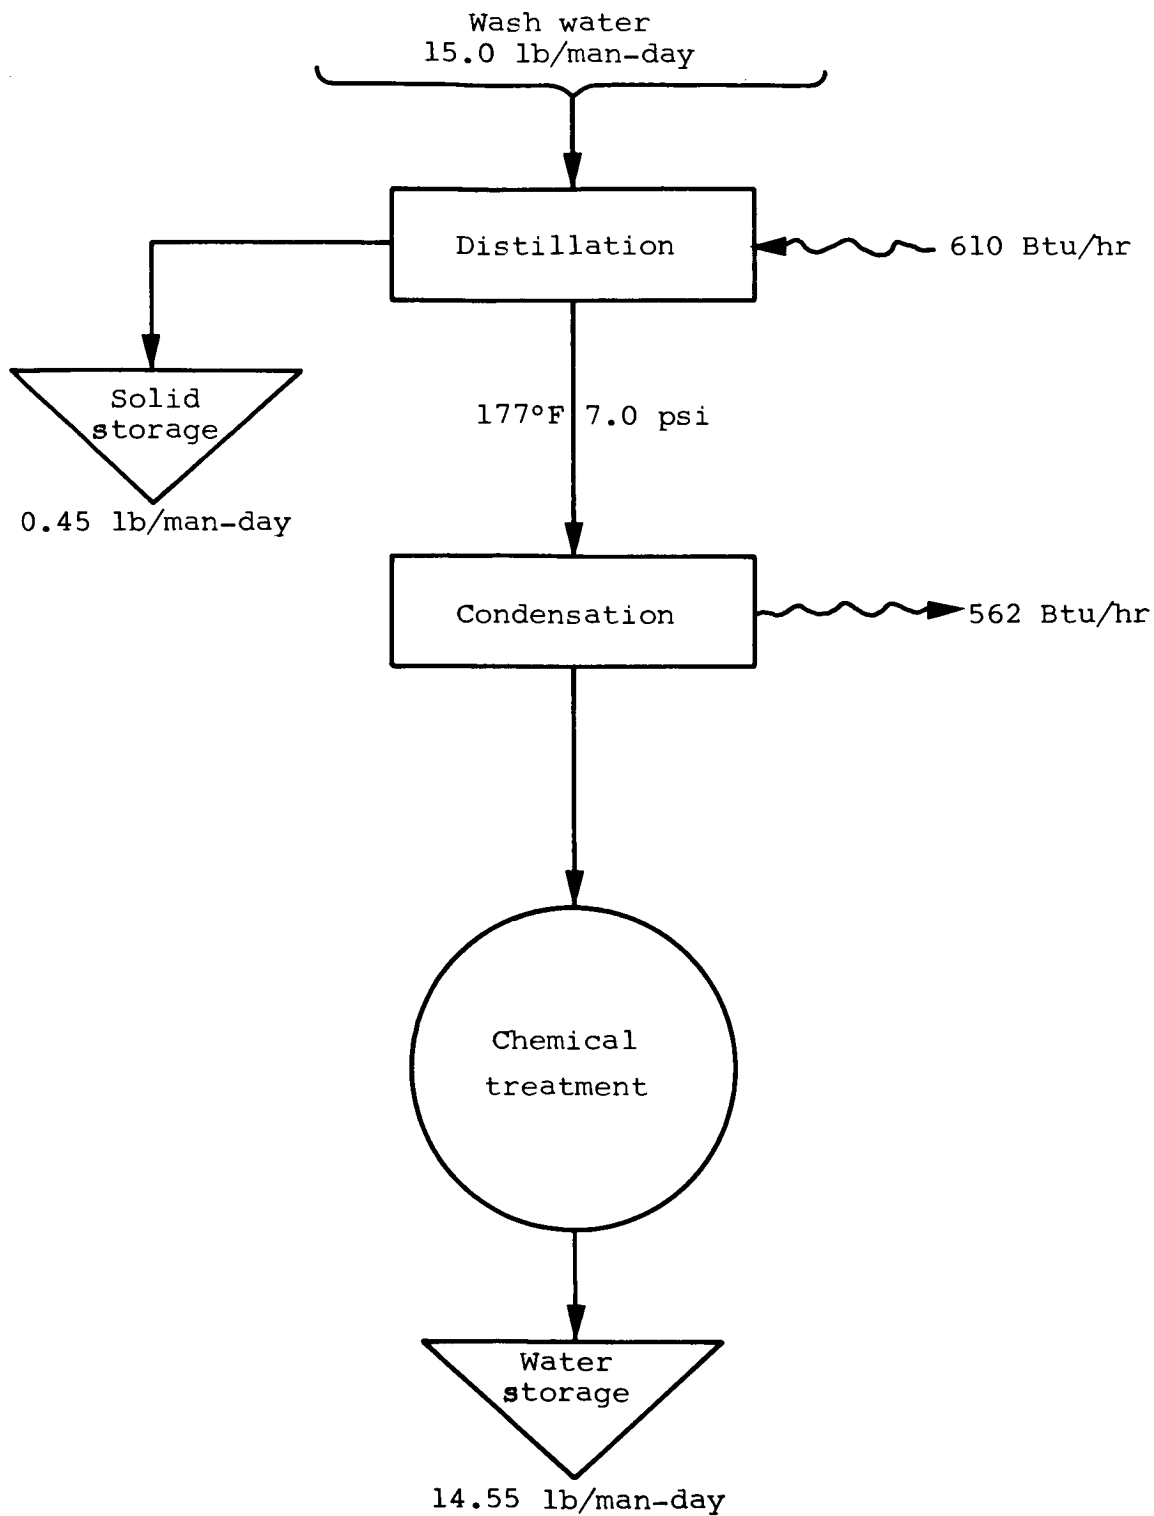 Wash water
15.0 lb/man-day
Distillation
610 Btu/hr
Solid
storage
0.45 lb/man-day
177°F 7.0 psi
Condensation
562 Btu/hr
Chemical
treatment
Water
storage
14.55 lb/man-day